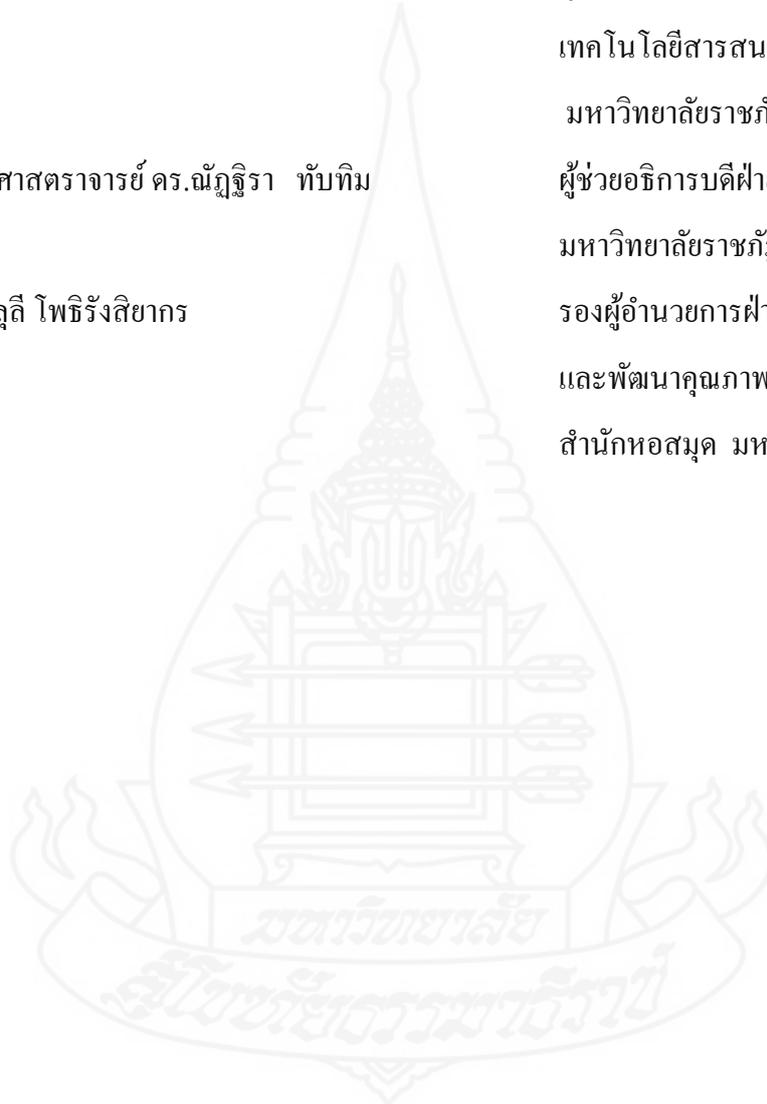 เทคโนโลยีสารสน
มหาวิทยาลัยราชภั
ศาสตราจารย์ ดร.ณัฏฐิรา ทับทิม ผู้ช่วยอธิการบดีฝ่า
มหาวิทยาลัยราชภั
ลี โพธิรังสิยากร รองผู้อำนวยการฝ่า
และพัฒนาคุณภาพ
สำนักหอสมุด มห
มหาวิทยาลัย
สุโขทัยธรรมาธิราช